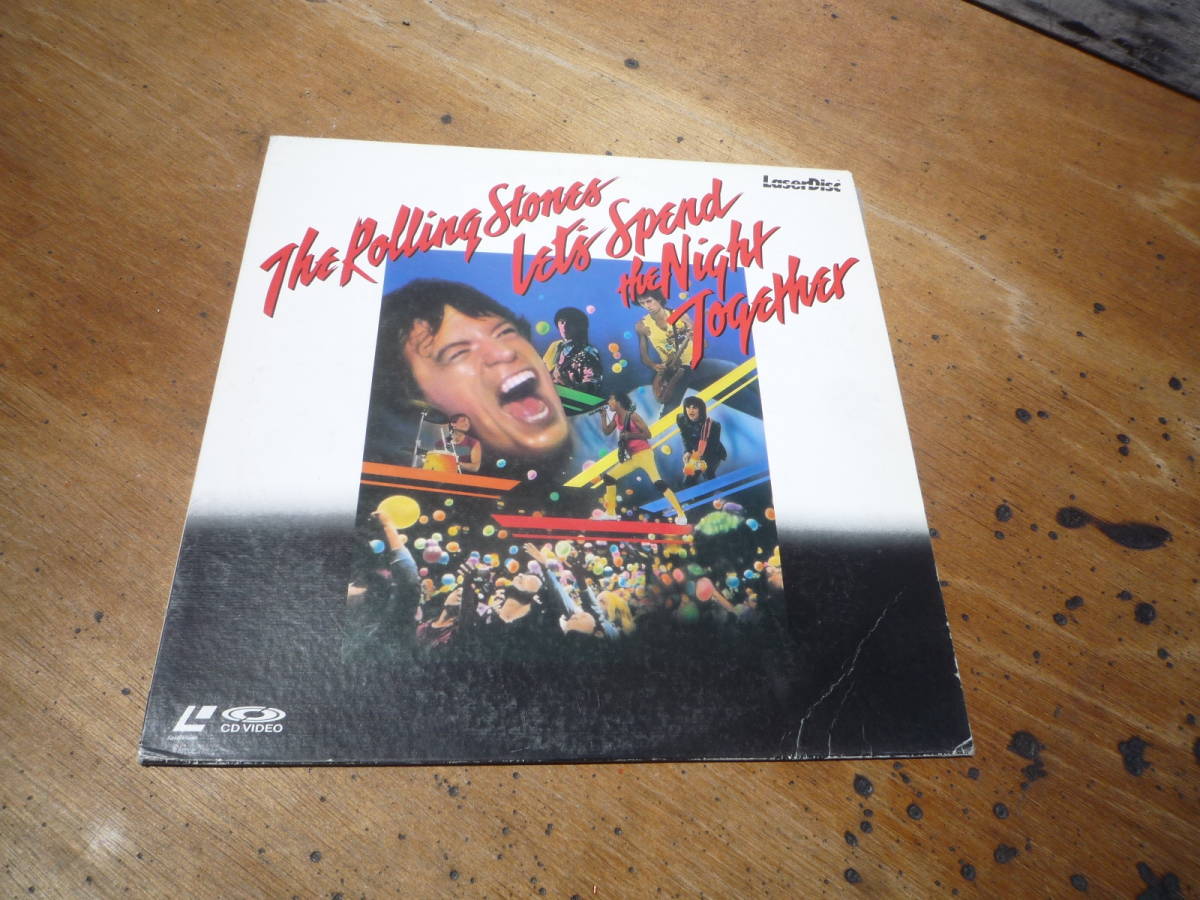 LaserDisc
The Rolling Stones
Let's Spend
the Night
Together
CD VIDEO